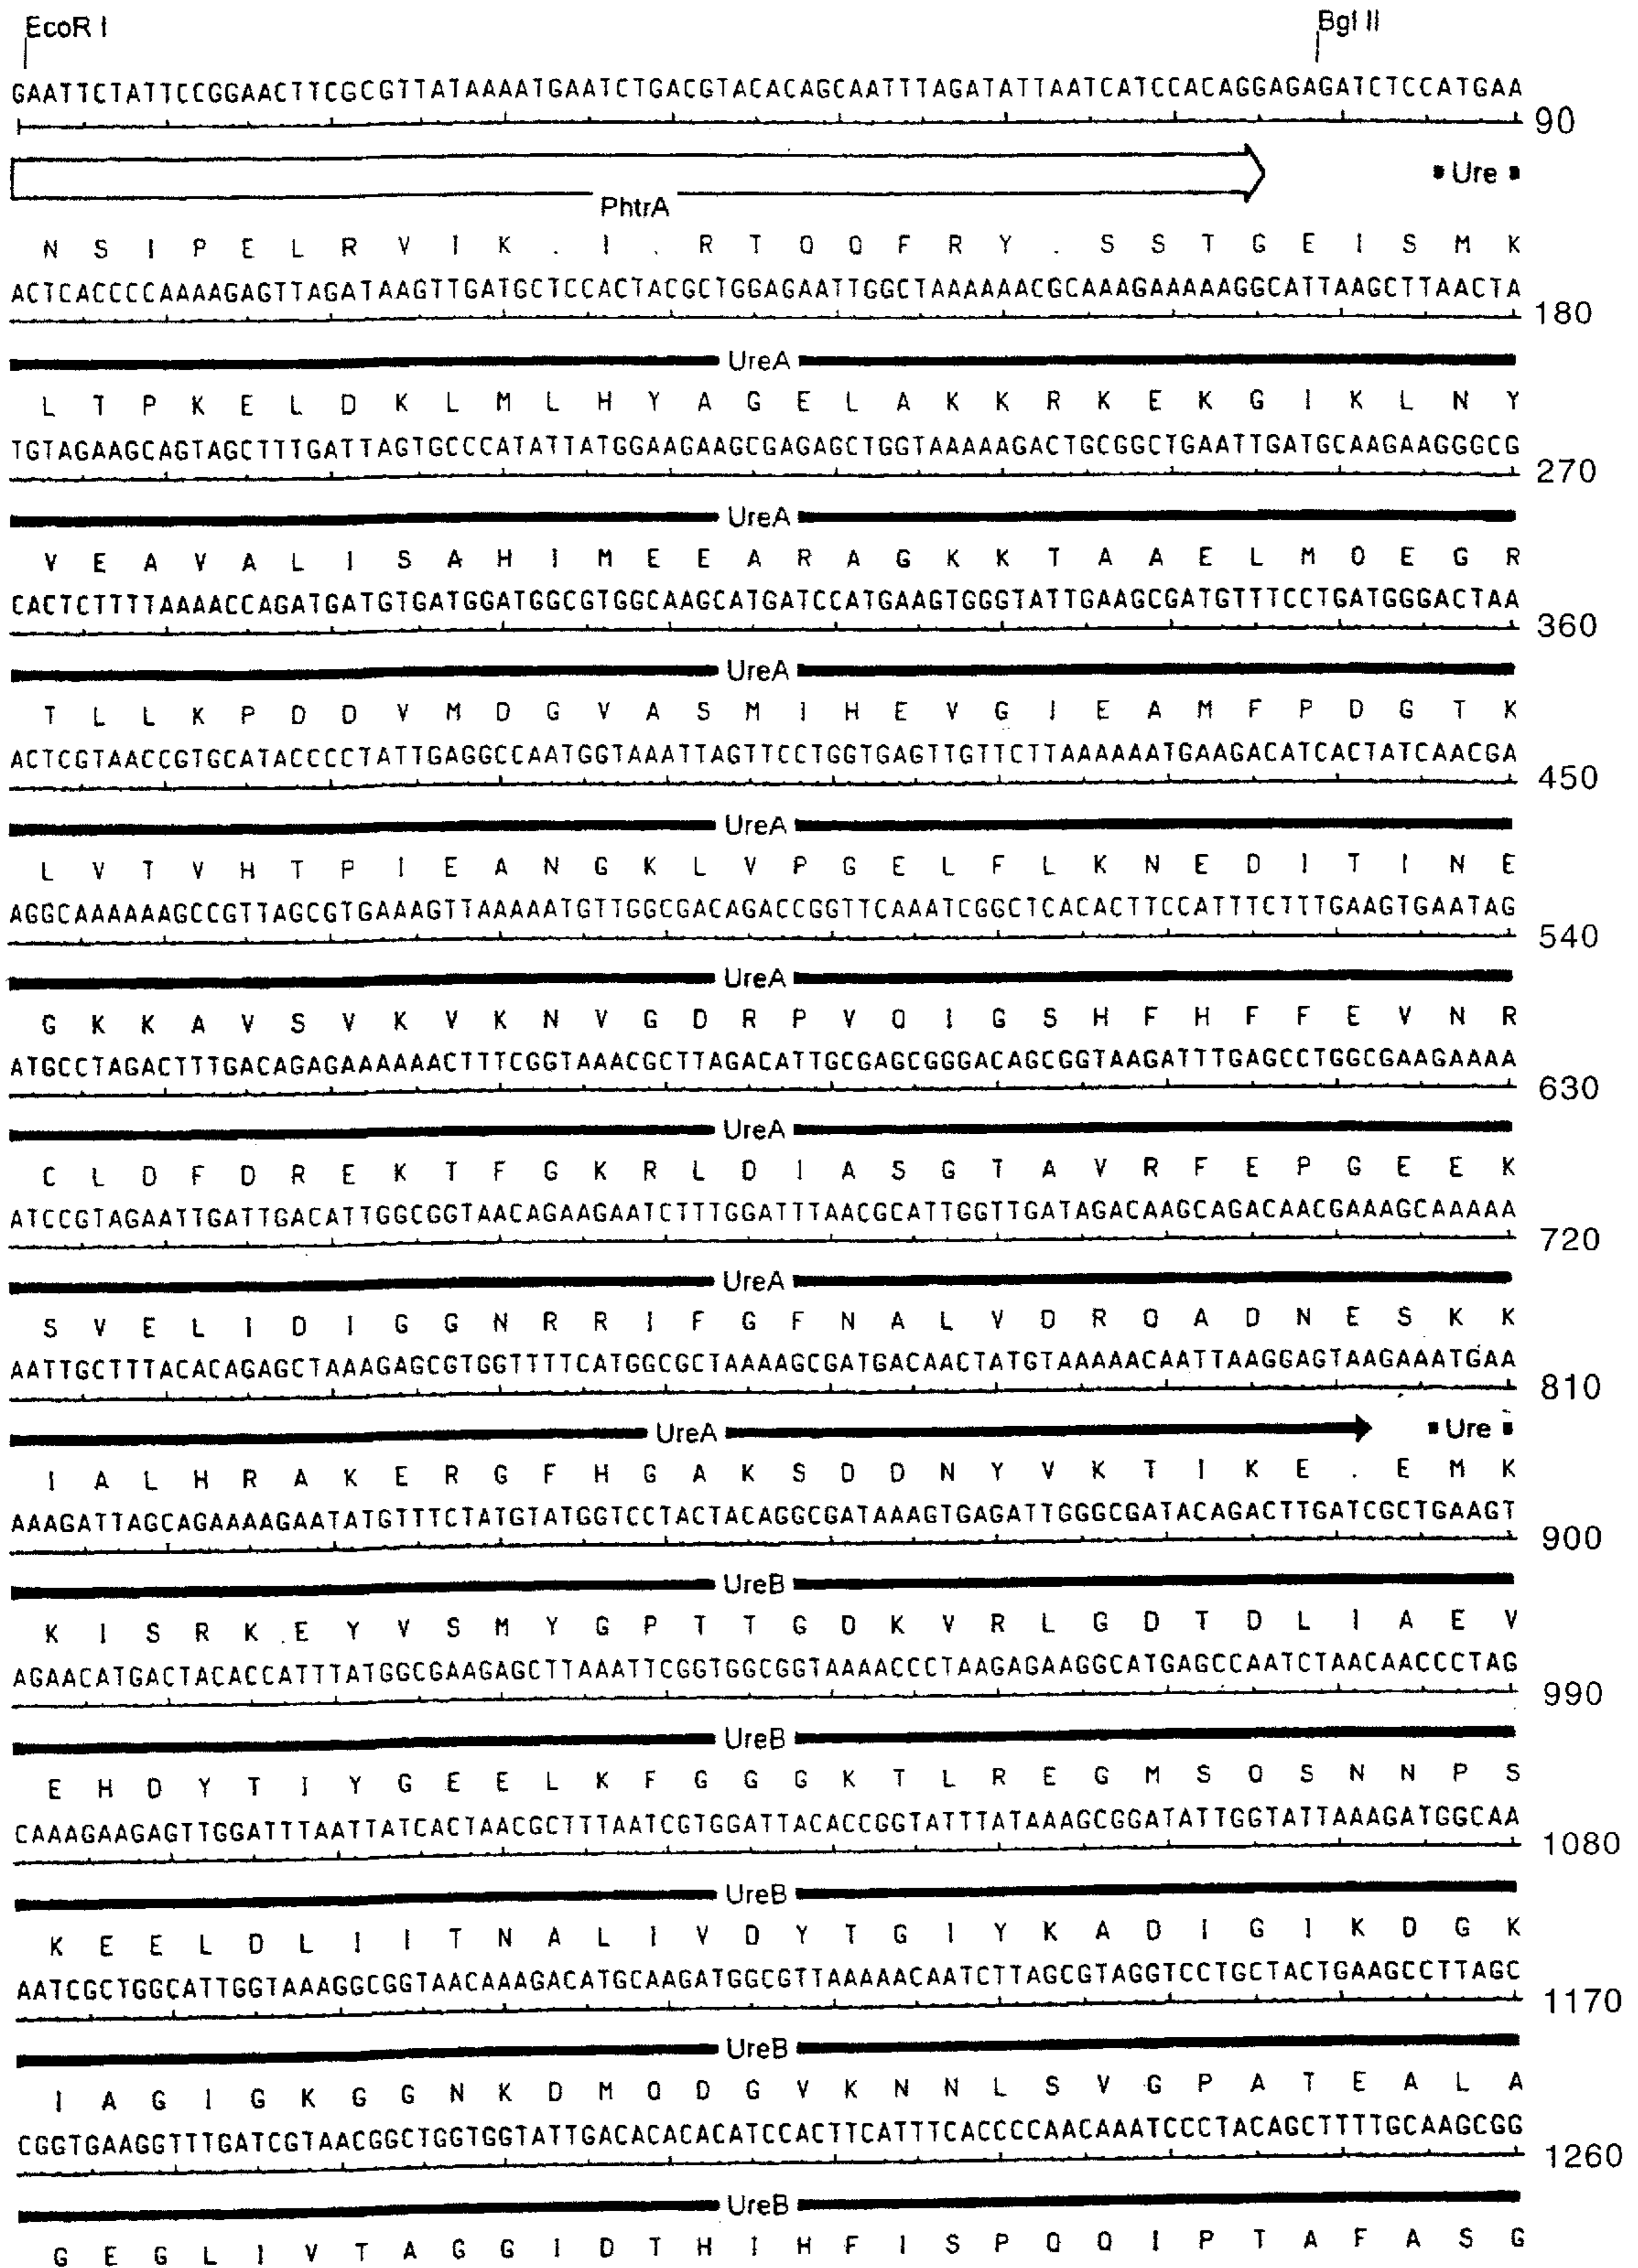 EcoR I Bgl II
GAATTCTATTCCGGAACTTCGCGTTATAAAATGAATCTGACGTACACAGCAATTTAGATATTAATCATCCACAGGAGAGATCTCCATGAA
90
Ure
PhtrA
N S I P E L R V I K . I . R T Q Q F R Y . S S T G E I S M K
ACTCACCCCAAAAGAGTTAGATAAGTTGATGCTCCACTACGCTGGAGAATTGGCTAAAAAACGCAAAGAAAAAGGCATTAAGCTTAACTA
180
UreA
L T P K E L D K L M L H Y A G E L A K K R K E K G I K L N Y
TGTAGAAGCAGTAGCTTTGATTAGTGCCCATATTATGGAAGAAGCGAGAGCTGGTAAAAAGACTGCGGCTGAATTGATGCAAGAAGGGCG
270
UreA
V E A V A L I S A H I M E E A R A G K K T A A E L M Q E G R
CACTCTTTTAAAACCAGATGATGTGATGGATGGCGTGGCAAGCATGATCCATGAAGTGGGTATTGAAGCGATGTTTCCTGATGGGACTAA
360
UreA
T L L K P D D V M D G V A S M I H E V G I E A M F P D G T K
ACTCGTAACCGTGCATACCCCTATTGAGGCCAATGGTAAATTAGTTCCTGGTGAGTTGTTCTTAAAAAATGAAGACATCACTATCAACGA
450
UreA
L V T V H T P I E A N G K L V P G E L F L K N E D I T I N E
AGGCAAAAAAGCCGTTAGCGTGAAAGTTAAAAATGTTGGCGACAGACCGGTTCAAATCGGCTCACACTTCCATTTCTTTGAAGTGAATAG
540
UreA
G K K A V S V K V K N V G D R P V Q I G S H F H F F E V N R
ATGCCTAGACTTTGACAGAGAAAAAACTTTCGGTAAACGCTTAGACATTGCGAGCGGGACAGCGGTAAGATTTGAGCCTGGCGAAGAAAA
630
UreA
C L D F D R E K T F G K R L D I A S G T A V R F E P G E E K
ATCCGTAGAATTGATTGACATTGGCGGTAACAGAAGAATCTTTGGATTTAACGCATTGGTTGATAGACAAGCAGACAACGAAAGCAAAAA
720
UreA
S V E L I D I G G N R R I F G F N A L V D R Q A D N E S K K
AATTGCTTTACACAGAGCTAAAGAGCGTGGTTTTCATGGCGCTAAAAGCGATGACAACTATGTAAAAACAATTAAGGAGTAAGAAATGAA
810
UreA Ure
I A L H R A K E R G F H G A K S D D N Y V K T I K E . E M K
AAAGATTAGCAGAAAAGAATATGTTTCTATGTATGGTCCTACTACAGGCGATAAAGTGAGATTGGGCGATACAGACTTGATCGCTGAAGT
900
UreB
K I S R K E Y V S M Y G P T T G D K V R L G D T D L I A E V
AGAACATGACTACACCATTTATGGCGAAGAGCTTAAATTCGGTGGCGGTAAAACCCTAAGAGAAGGCATGAGCCAATCTAACAACCCTAG
990
UreB
E H D Y T I Y G E E L K F G G G K T L R E G M S Q S N N P S
CAAAGAAGAGTTGGATTTAATTATCACTAACGCTTTAATCGTGGATTACACCGGTATTTATAAAGCGGATATTGGTATTAAAGATGGCAA
1080
UreB
K E E L D L I I T N A L I V D Y T G I Y K A D I G I K D G K
AATCGCTGGCATTGGTAAAGGCGGTAACAAAGACATGCAAGATGGCGTTAAAAACAATCTTAGCGTAGGTCCTGCTACTGAAGCCTTAGC
1170
UreB
I A G I G K G G N K D M Q D G V K N N L S V G P A T E A L A
CGGTGAAGGTTTGATCGTAACGGCTGGTGGTATTGACACACACATCCACTTCATTTCACCCCAACAAATCCCTACAGCTTTTGCAAGCGG
1260
UreB
G E G L I V T A G G I D T H I H F I S P Q Q I P T A F A S G